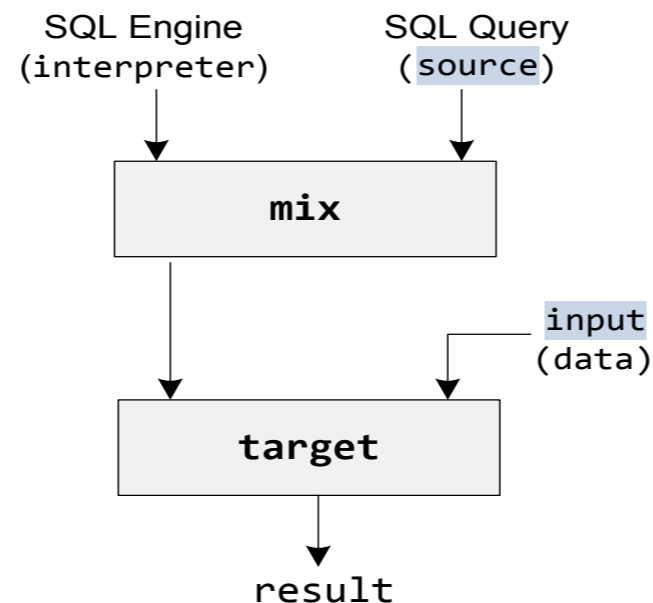 SQL Engine
(interpreter)
SQL Query
(source)
mix
input
(data)
target
result